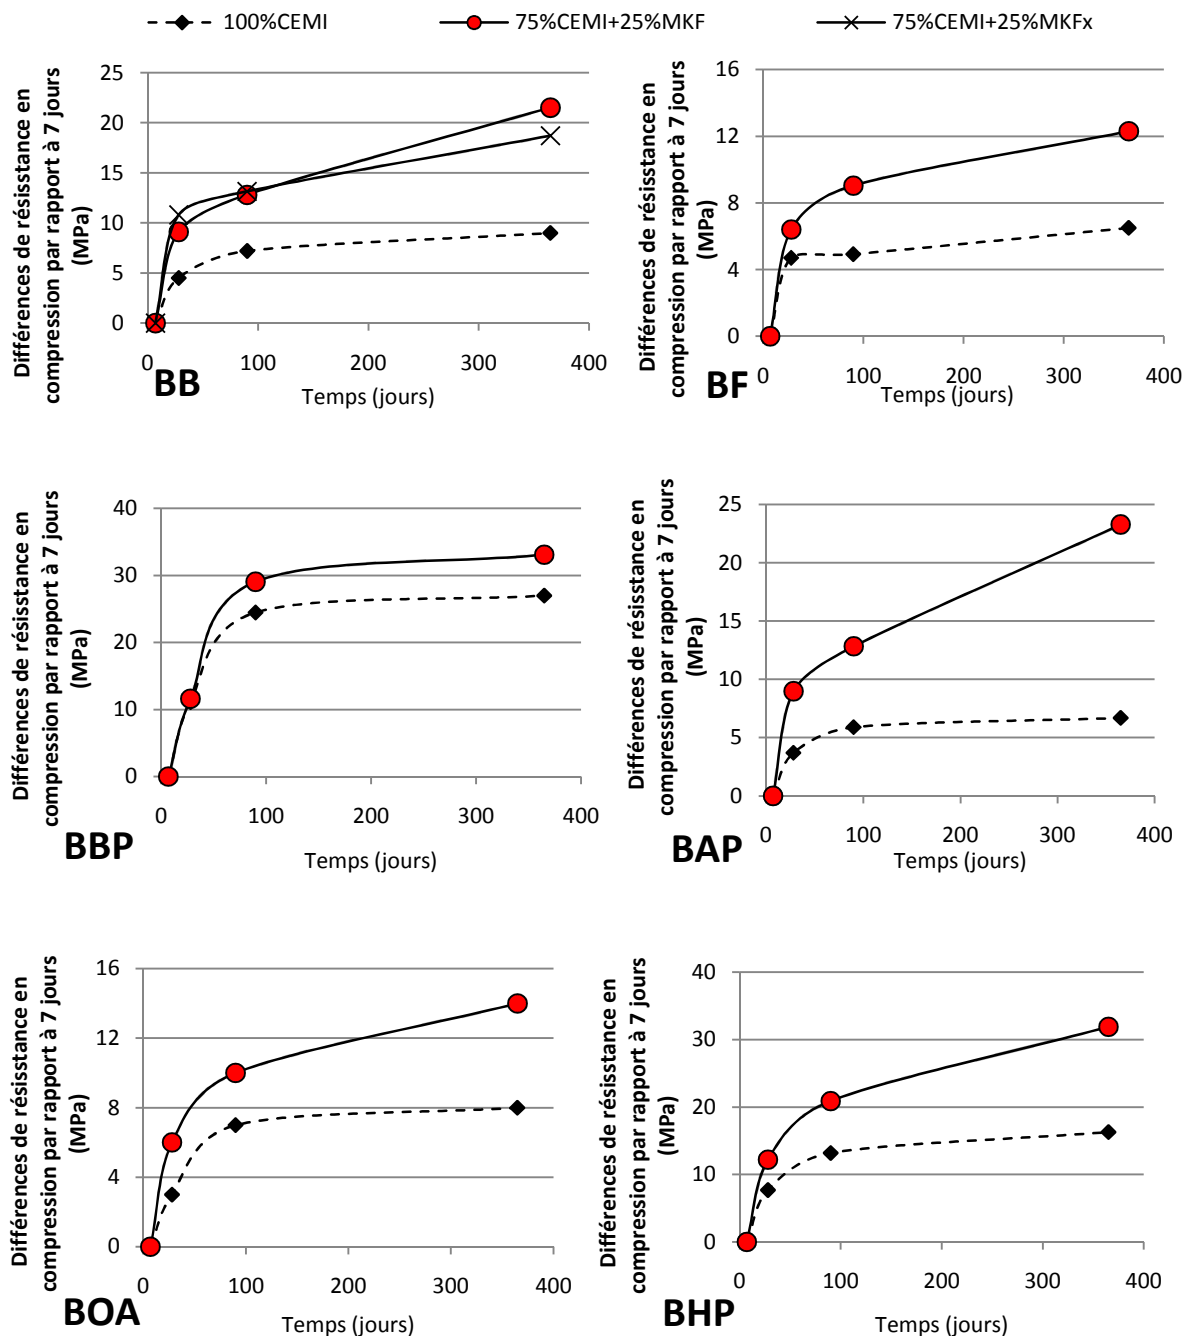 100%CEMI
75%CEMI+25%MKF
75%CEMI+25%MKFx
Différences de résisstance en
compression par rapport à 7 jours
(MPa)
25
20
15
10
5
0
0 100 200 300 400
BB
Temps (jours)
Différences de résisstance en
compression par rapport à 7 jours
(MPa)
16
12
8
4
0
0 100 200 300 400
BF
Temps (jours)
Différences de résisstance en
compression par rapport à 7 jours
(MPa)
40
30
20
10
0
0 100 200 300 400
BBP
Temps (jours)
Différences de résisstance en
compression par rapport à 7 jours
(MPa)
25
20
15
10
5
0
0 100 200 300 400
BAP
Temps (jours)
Différences de résisstance en
compression par rapport à 7 jours
(MPa)
16
12
8
4
0
0 100 200 300 400
BOA
Temps (jours)
Différences de résisstance en
compression par rapport à 7 jours
(MPa)
40
30
20
10
0
0 100 200 300 400
BHP
Temps (jours)